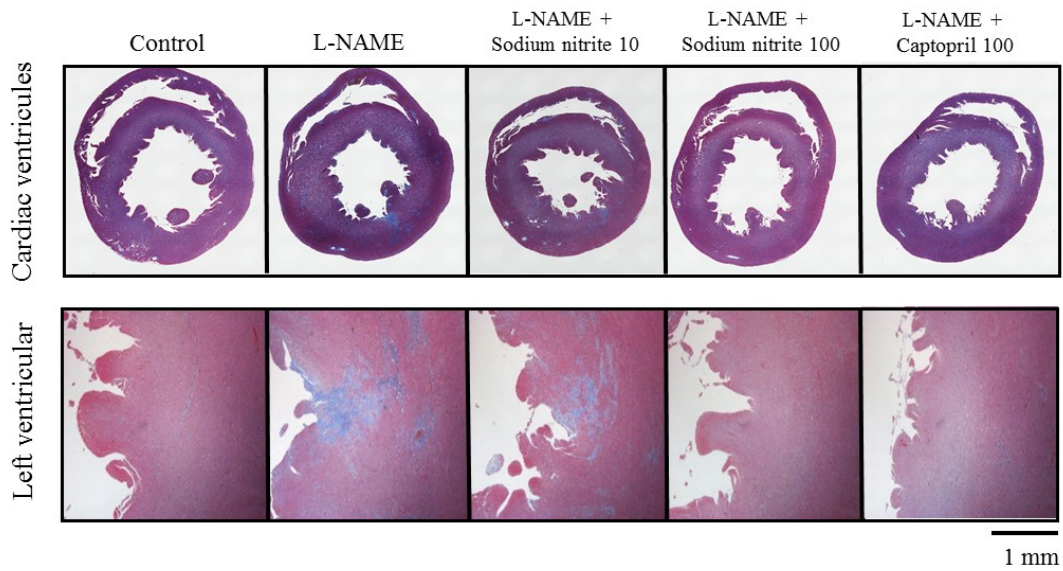 Control
L-NAME
L-NAME +
Sodium nitrite 10
L-NAME +
Sodium nitrite 100
L-NAME +
Captopril 100
Cardiac ventricules
Left ventricular
1 mm